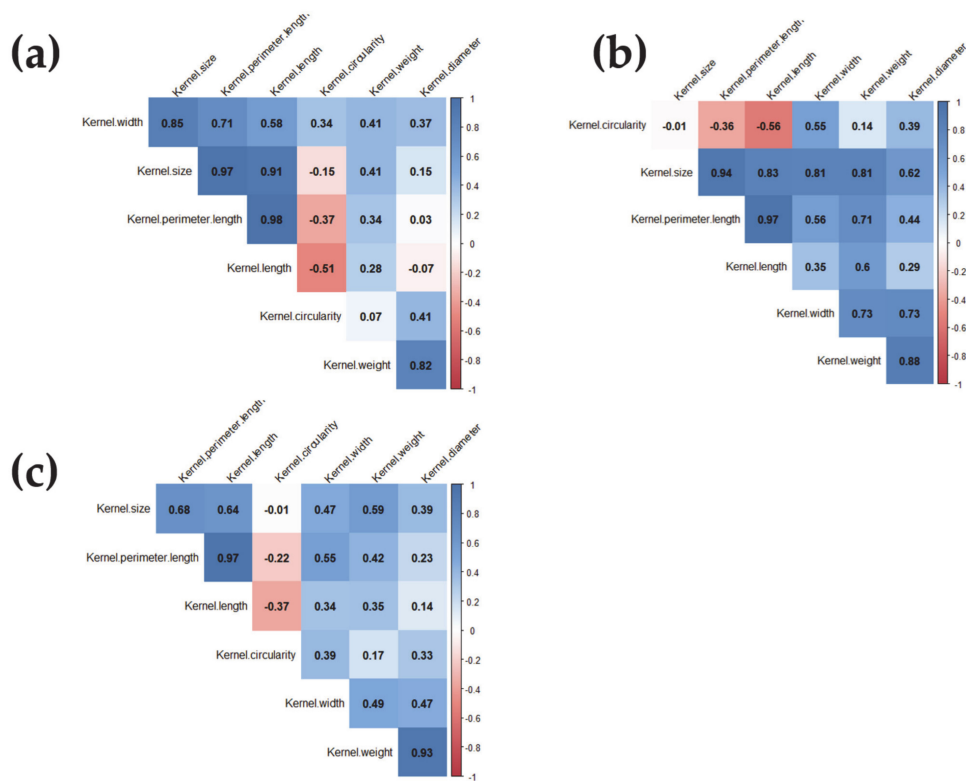 (a)
Kernel.size
Kernel.perimeter.length
Kernel.length
Kernel.circularity
Kernel.weight
Kernel.diameter
Kernel.width 0.85 0.71 0.58 0.34 0.41 0.37
Kernel.size 0.97 0.91 -0.15 0.41 0.15
Kernel.perimeter.length 0.98 -0.37 0.34 0.03
Kernel.length -0.51 0.28 -0.07
Kernel.circularity 0.07 0.41
Kernel.weight 0.82
1
0.8
0.6
0.4
0.2
0
-0.2
-0.4
-0.6
-0.8
-1
(b)
Kernel.size
Kernel.perimeter.length
Kernel.length
Kernel.width
Kernel.weight
Kernel.diameter
Kernel.circularity -0.01 -0.36 -0.56 0.55 0.14 0.39
Kernel.size 0.94 0.83 0.81 0.81 0.62
Kernel.perimeter.length 0.97 0.56 0.71 0.44
Kernel.length 0.35 0.6 0.29
Kernel.width 0.73 0.73
Kernel.weight 0.88
1
0.8
0.6
0.4
0.2
0
-0.2
-0.4
-0.6
-0.8
-1
(c)
Kernel.perimeter.length
Kernel.length
Kernel.circularity
Kernel.width
Kernel.weight
Kernel.diameter
Kernel.size 0.68 0.64 -0.01 0.47 0.59 0.39
Kernel.perimeter.length 0.97 -0.22 0.55 0.42 0.23
Kernel.length -0.37 0.34 0.35 0.14
Kernel.circularity 0.39 0.17 0.33
Kernel.width 0.49 0.47
Kernel.weight 0.93
1
0.8
0.6
0.4
0.2
0
-0.2
-0.4
-0.6
-0.8
-1